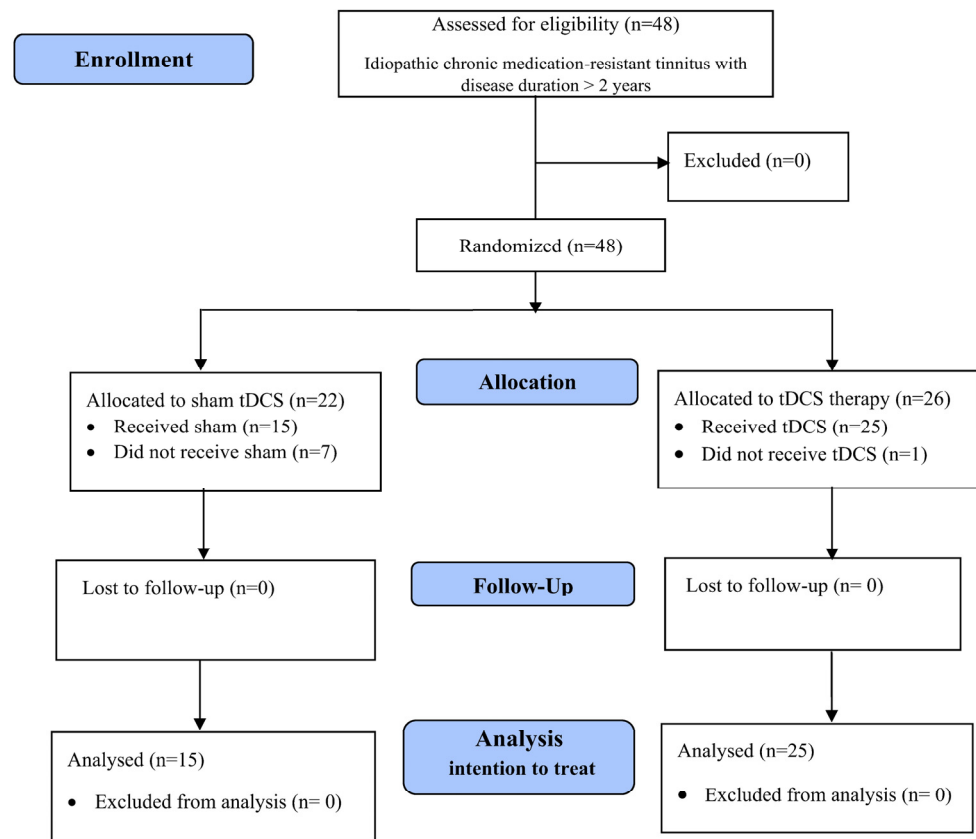 Enrollment
Assessed for eligibility (n=48)
Idiopathic chronic medication-resistant tinnitus with
disease duration > 2 years
Excluded (n=0)
Randomized (n=48)
Allocation
Allocated to sham tDCS (n=22)
• Received sham (n=15)
• Did not receive sham (n=7)
Allocated to tDCS therapy (n=26)
• Received tDCS (n=25)
• Did not receive tDCS (n=1)
Lost to follow-up (n=0)
Follow-Up
Lost to follow-up (n= 0)
Analysed (n=15)
• Excluded from analysis (n= 0)
Analysis
intention to treat
Analysed (n=25)
• Excluded from analysis (n= 0)